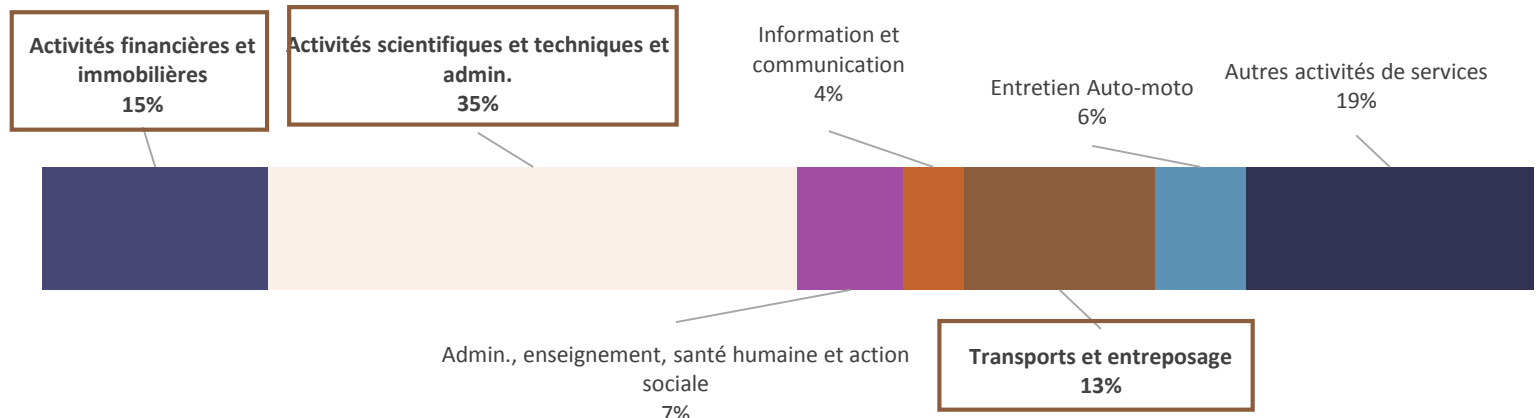 Activités financières et
immobilières
15%
Activités scientifiques et techniques et
admin.
35%
Information et
communication
4%
Entretien Auto-moto
6%
Autres activités de services
19%
Admin., enseignement, santé humaine et action
sociale
7%
Transports et entreposage
13%